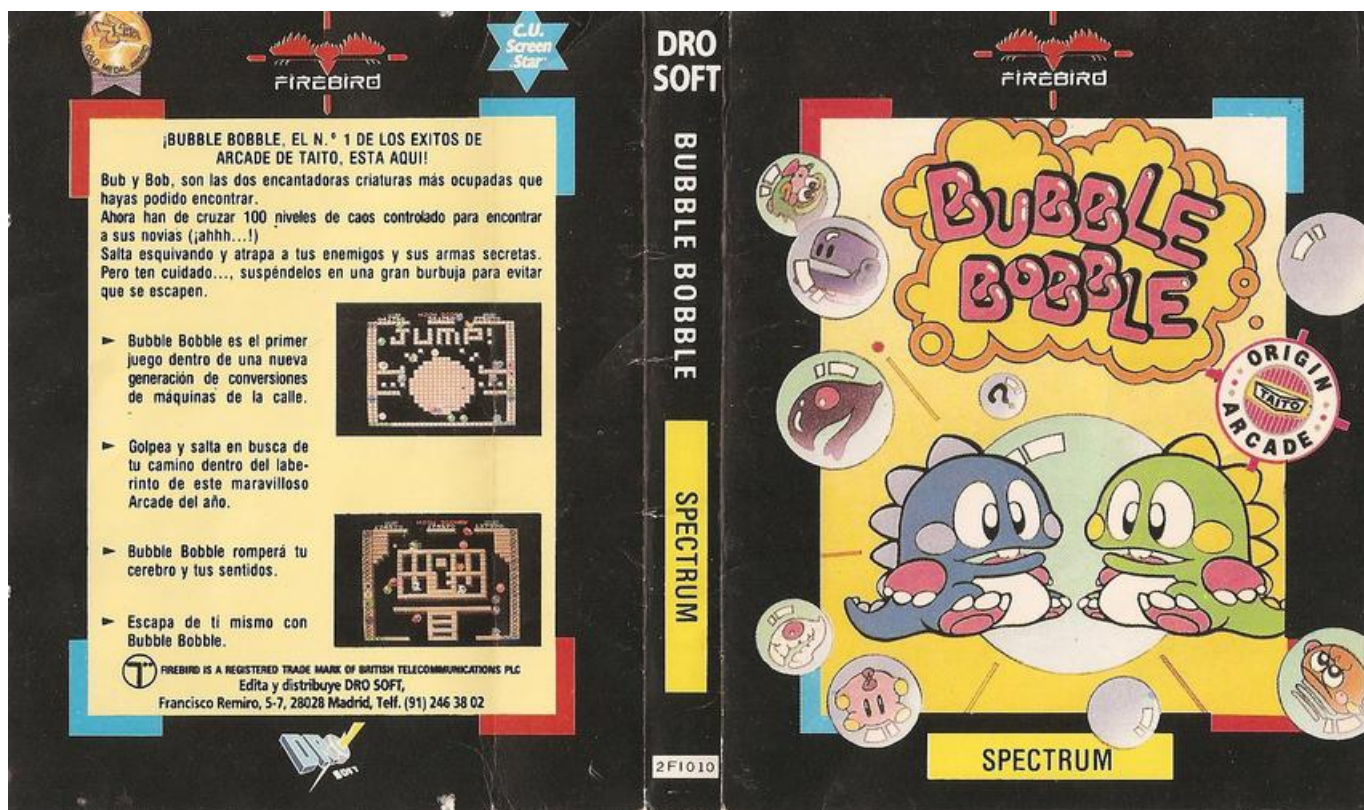 GOLD MEDAL AWARD
FIREBIRD
C.U.
Screen
Star
¡BUBBLE BOBBLE, EL N.º 1 DE LOS EXITOS DE
ARCADE DE TAITO, ESTA AQUI!
Bub y Bob, son las dos encantadoras criaturas más ocupadas que
hayas podido encontrar.
Ahora han de cruzar 100 niveles de caos controlado para encontrar
a sus novias (¡ahhh...!)
Salta esquivando y atrapa a tus enemigos y sus armas secretas.
Pero ten cuidado..., suspéndelos en una gran burbuja para evitar
que se escapen.
► Bubble Bobble es el primer
juego dentro de una nueva
generación de conversiones
de máquinas de la calle.
► Golpea y salta en busca de
tu camino dentro del labe-
rinto de este maravilloso
Arcade del año.
► Bubble Bobble romperá tu
cerebro y tus sentidos.
► Escapa de ti mismo con
Bubble Bobble.
JUMP!
T
FIREBIRD IS A REGISTERED TRADE MARK OF BRITISH TELECOMMUNICATIONS PLC
Edita y distribuye DRO SOFT,
Francisco Remiro, 5-7, 28028 Madrid, Telf. (91) 246 38 02
DRO
SOFT
DRO
SOFT
BUBBLE BOBBLE
SPECTRUM
2F1010
FIREBIRD
BUBBLE
BOBBLE
ORIGIN
TAITO
ARCADE
SPECTRUM